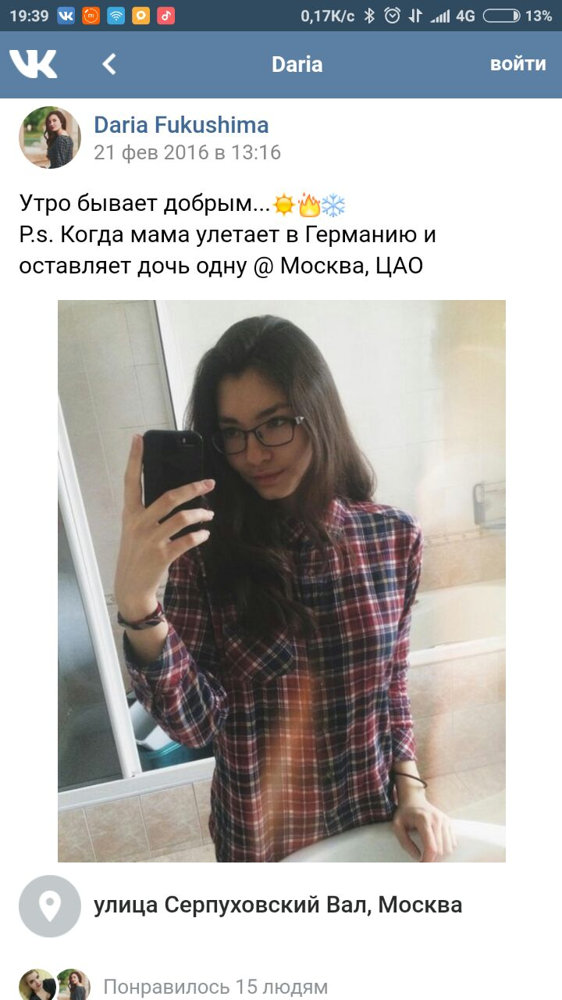 19:39 0,17K/c 4G 13%
Daria войти
Daria Fukushima
21 фев 2016 в 13:16
Утро бывает добрым...☀️🔥❄️
P.s. Когда мама улетает в Германию и
оставляет дочь одну @ Москва, ЦАО
улица Серпуховский Вал, Москва
Понравилось 15 людям